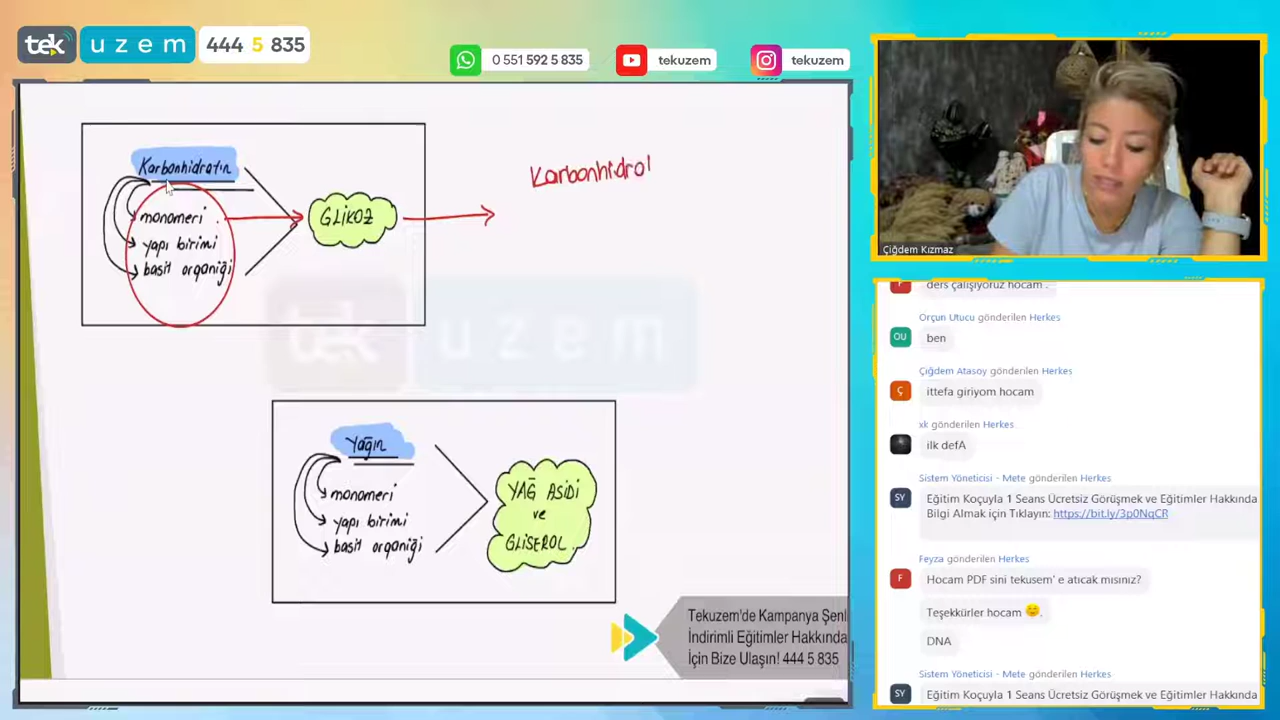 tek uzem 444 5 835
0 551 592 5 835
tekuzem
tekuzem
Karbonhidratın
monomeri
yapı birimi
basit organiği
GLİKOZ
Karbonhidrat
tek uzem
Yağın
monomeri
yapı birimi
basit organiği
YAĞ ASİDİ
ve
GLİSEROL
Tekuzem'de Kampanya Şenl
İndirimli Eğitimler Hakkında
İçin Bize Ulaşın! 444 5 835
Çiğdem Kızmaz
F
ders çalışıyoruz hocam .
Orçun Utucu gönderilen Herkes
OU
ben
Çiğdem Atasoy gönderilen Herkes
Ç
ittefa giriyom hocam
xk gönderilen Herkes
ilk defA
Sistem Yöneticisi - Mete gönderilen Herkes
SY
Eğitim Koçuyla 1 Seans Ücretsiz Görüşmek ve Eğitimler Hakkında
Bilgi Almak için Tıklayın: https://bit.ly/3p0NqCR
Feyza gönderilen Herkes
F
Hocam PDF sini tekusem' e atıcak mısınız?
Teşekkürler hocam 😊.
DNA
Sistem Yöneticisi - Mete gönderilen Herkes
SY
Eğitim Koçuyla 1 Seans Ücretsiz Görüşmek ve Eğitimler Hakkında